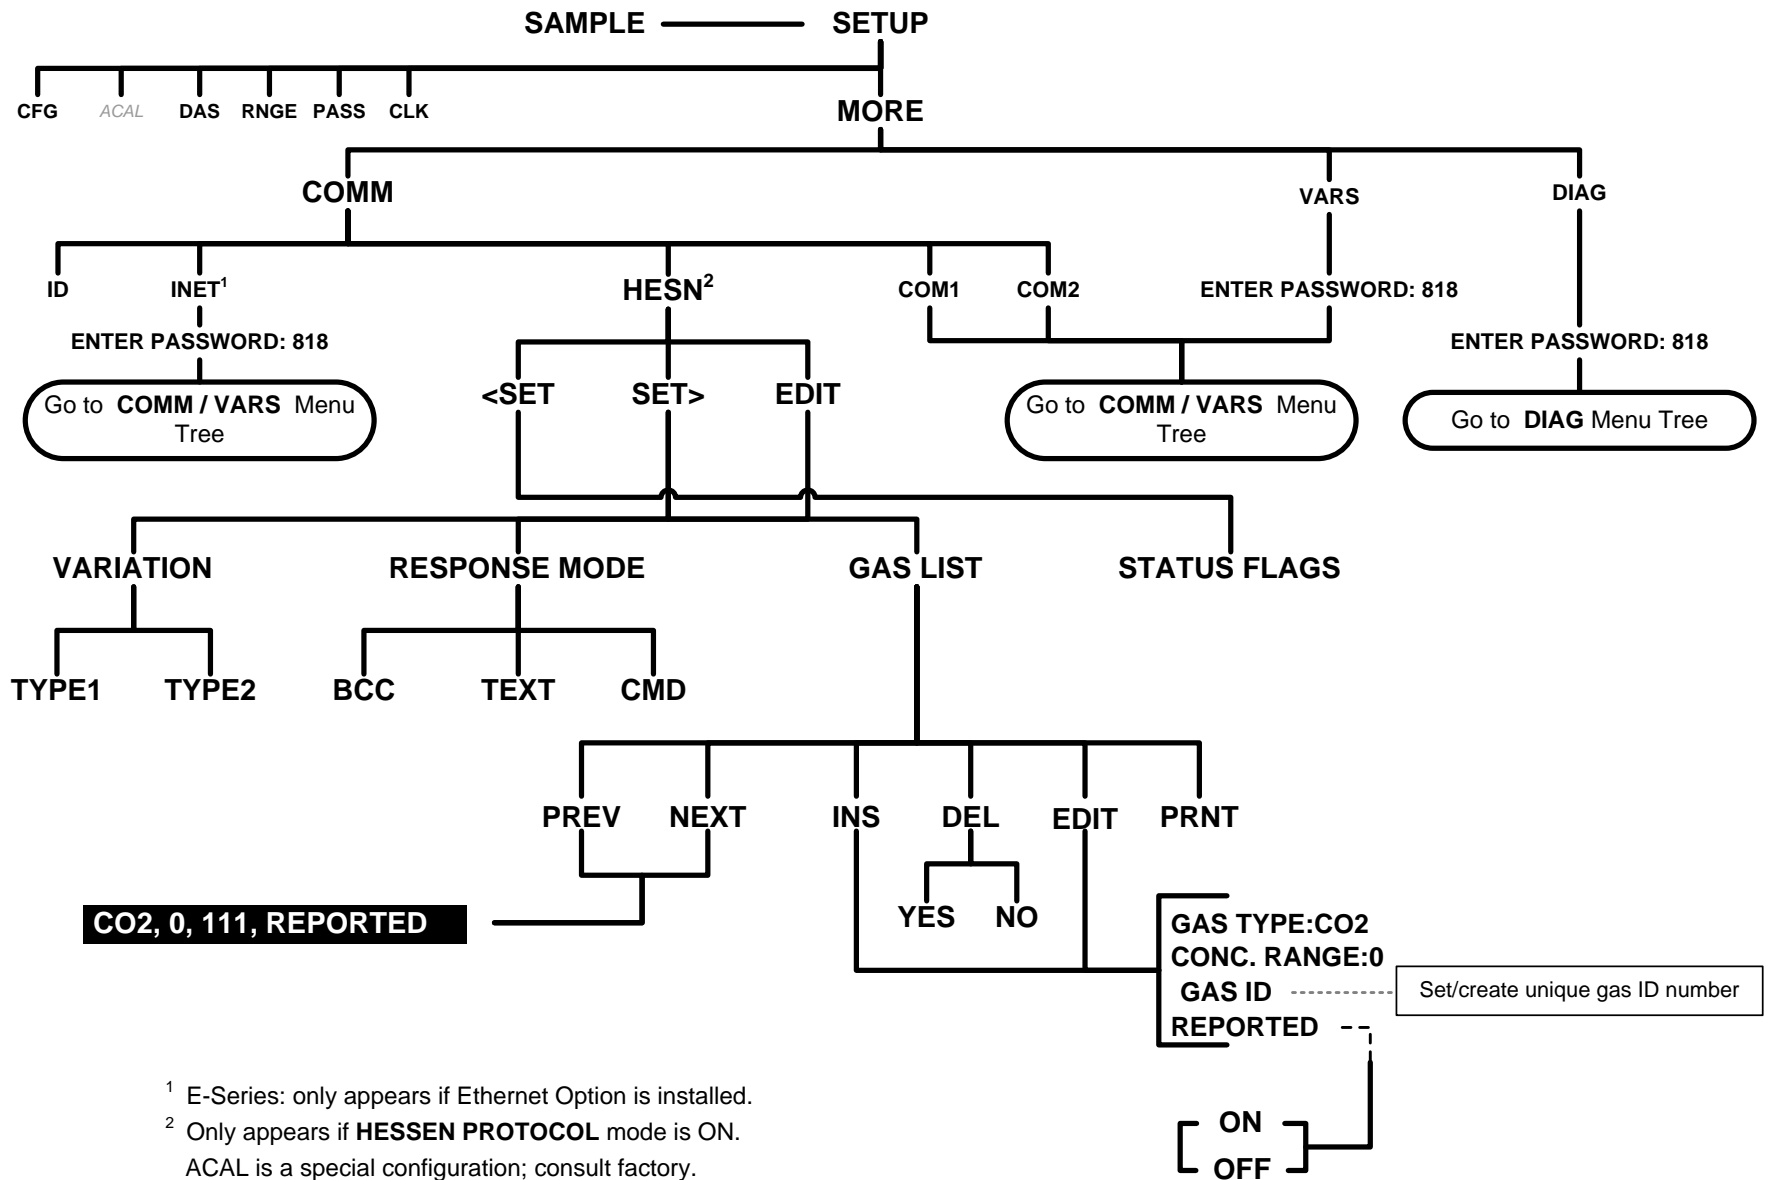 SAMPLE SETUP
CFG ACAL DAS RNGE PASS CLK MORE
COMM VARS DIAG
ID INET1 HESN2 COM1 COM2 ENTER PASSWORD: 818
ENTER PASSWORD: 818 ENTER PASSWORD: 818
<SET SET> EDIT
Go to COMM / VARS Menu
Tree
Go to COMM / VARS Menu
Tree
Go to DIAG Menu Tree
VARIATION RESPONSE MODE GAS LIST STATUS FLAGS
TYPE1 TYPE2 BCC TEXT CMD
PREV NEXT INS DEL EDIT PRNT
YES NO
CO2, 0, 111, REPORTED
GAS TYPE:CO2
CONC. RANGE:0
GAS ID Set/create unique gas ID number
REPORTED
ON
OFF
1 E-Series: only appears if Ethernet Option is installed.
2 Only appears if HESSEN PROTOCOL mode is ON.
ACAL is a special configuration; consult factory.